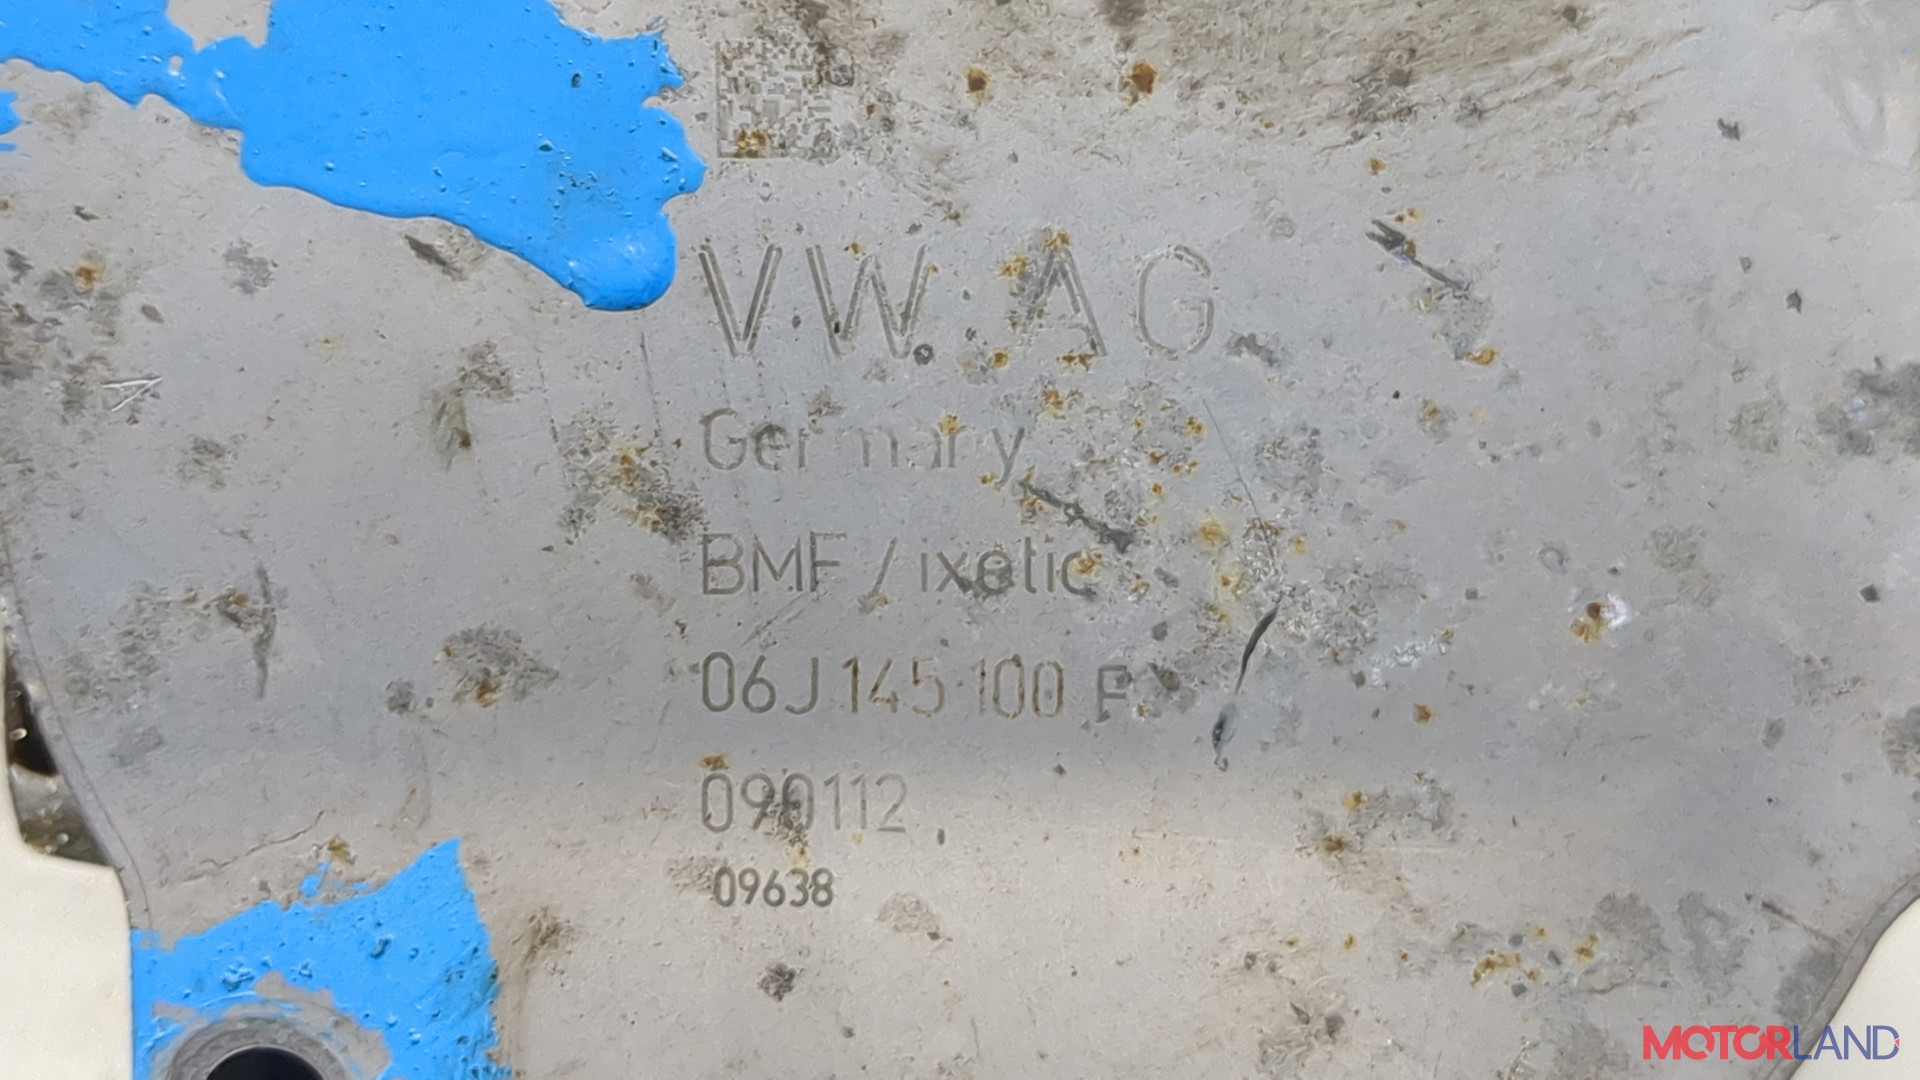 VW AG
Germany
BMF / ixetic
06J 145 100 F
090112
09638
MOTORLAND